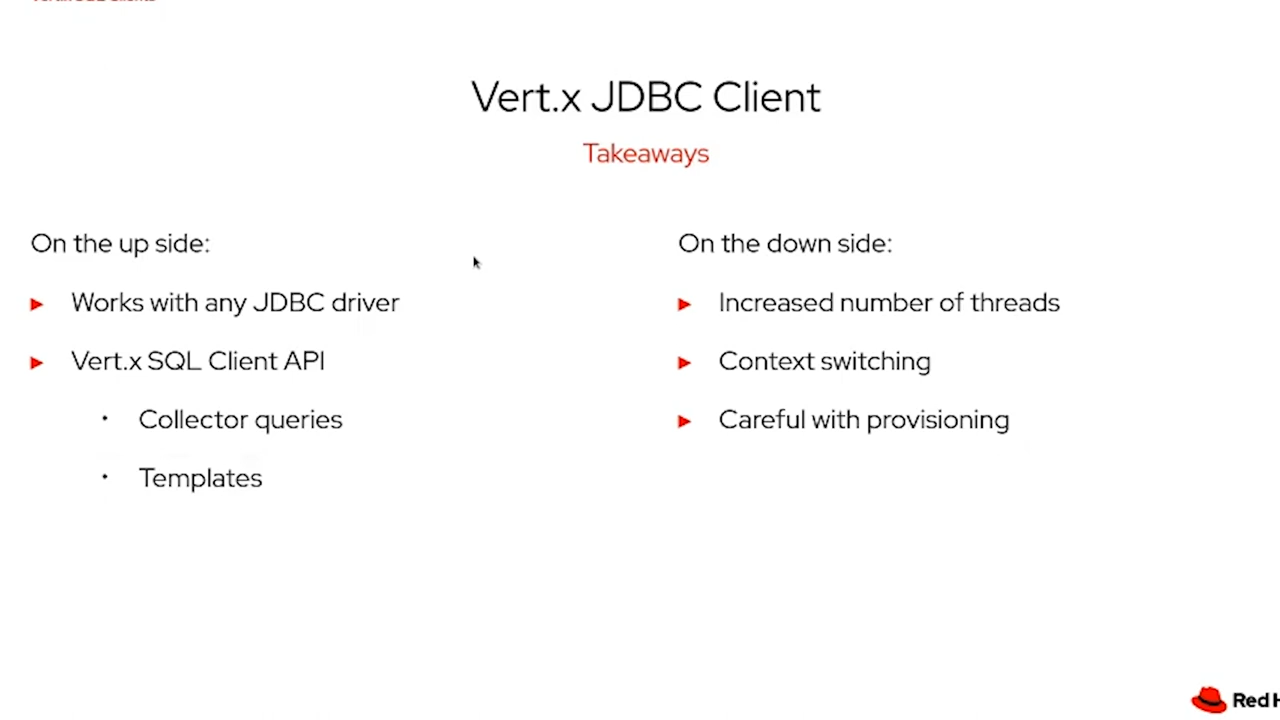 Vert.x JDBC Client
Takeaways
On the up side:
Works with any JDBC driver
Vert.x SQL Client API
Collector queries
Templates
On the down side:
Increased number of threads
Context switching
Careful with provisioning
Red